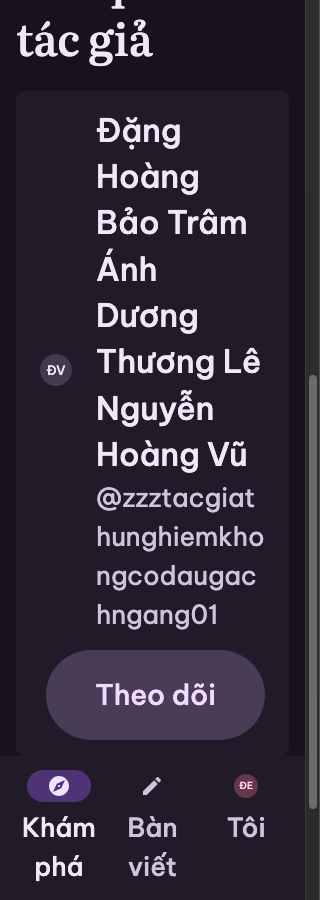 tác giả
Đặng
Hoàng
Bảo Trâm
Ánh
Dương
Thương Lê
Nguyễn
Hoàng Vũ
ĐV
@zzztacgiat
hunghiemkho
ngcodaugac
hngang01
Theo dõi
ĐE
Khám
phá
Bàn
viết
Tôi